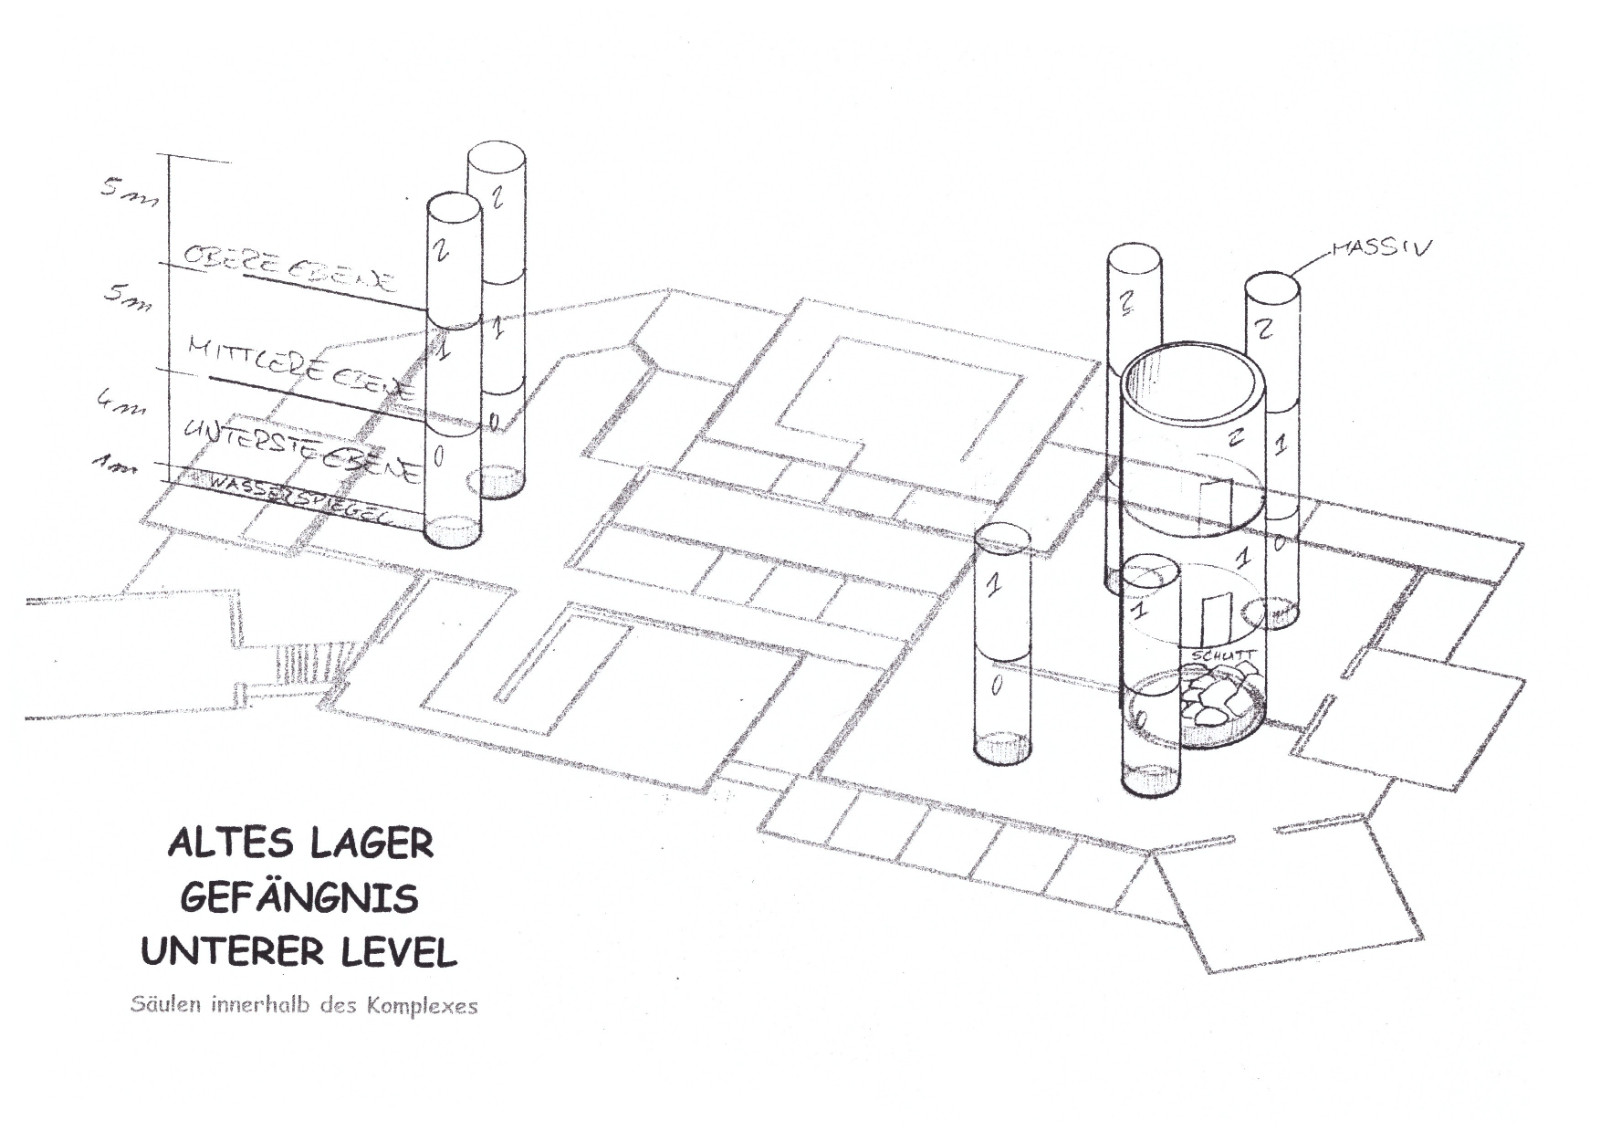 5m
OBERE EBENE
5m
MITTLERE EBENE
4m
UNTERSTE EBENE
1m
WASSERSPIEGEL
2
2
1
1
0
0
MASSIV
2
2
2
1
1
0
1
1
SCHUTT
0
0
ALTES LAGER
GEFÄNGNIS
UNTERER LEVEL
Säulen innerhalb des Komplexes